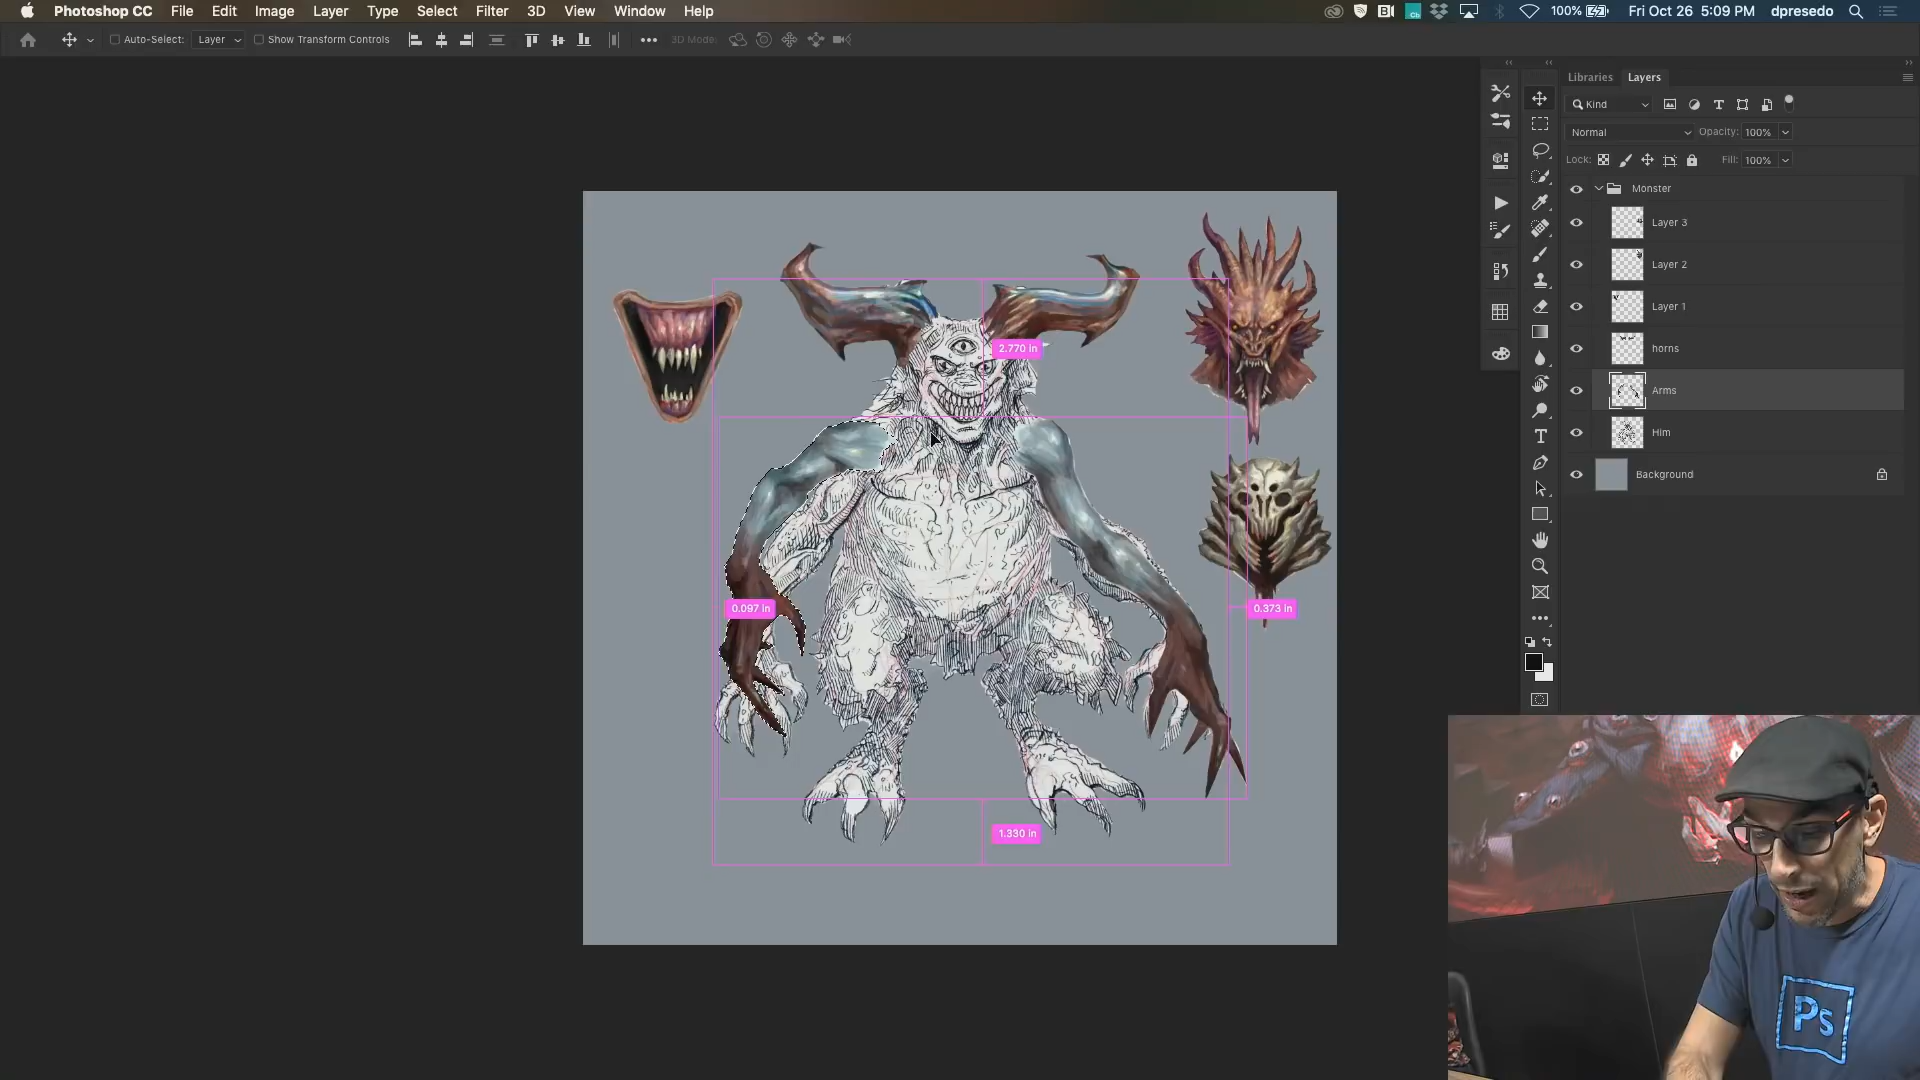 Photoshop CC File Edit Image Layer Type Select Filter 3D View Window Help 100% Fri Oct 26 5:09 PM dpresedo
Auto-Select: Layer Show Transform Controls 3D Mode:
Libraries Layers
Kind
Normal Opacity: 100%
Lock: Fill: 100%
Monster
Layer 3
Layer 2
Layer 1
horns
Arms
Him
Background
2.770 in
0.097 in
0.373 in
1.330 in
Ps